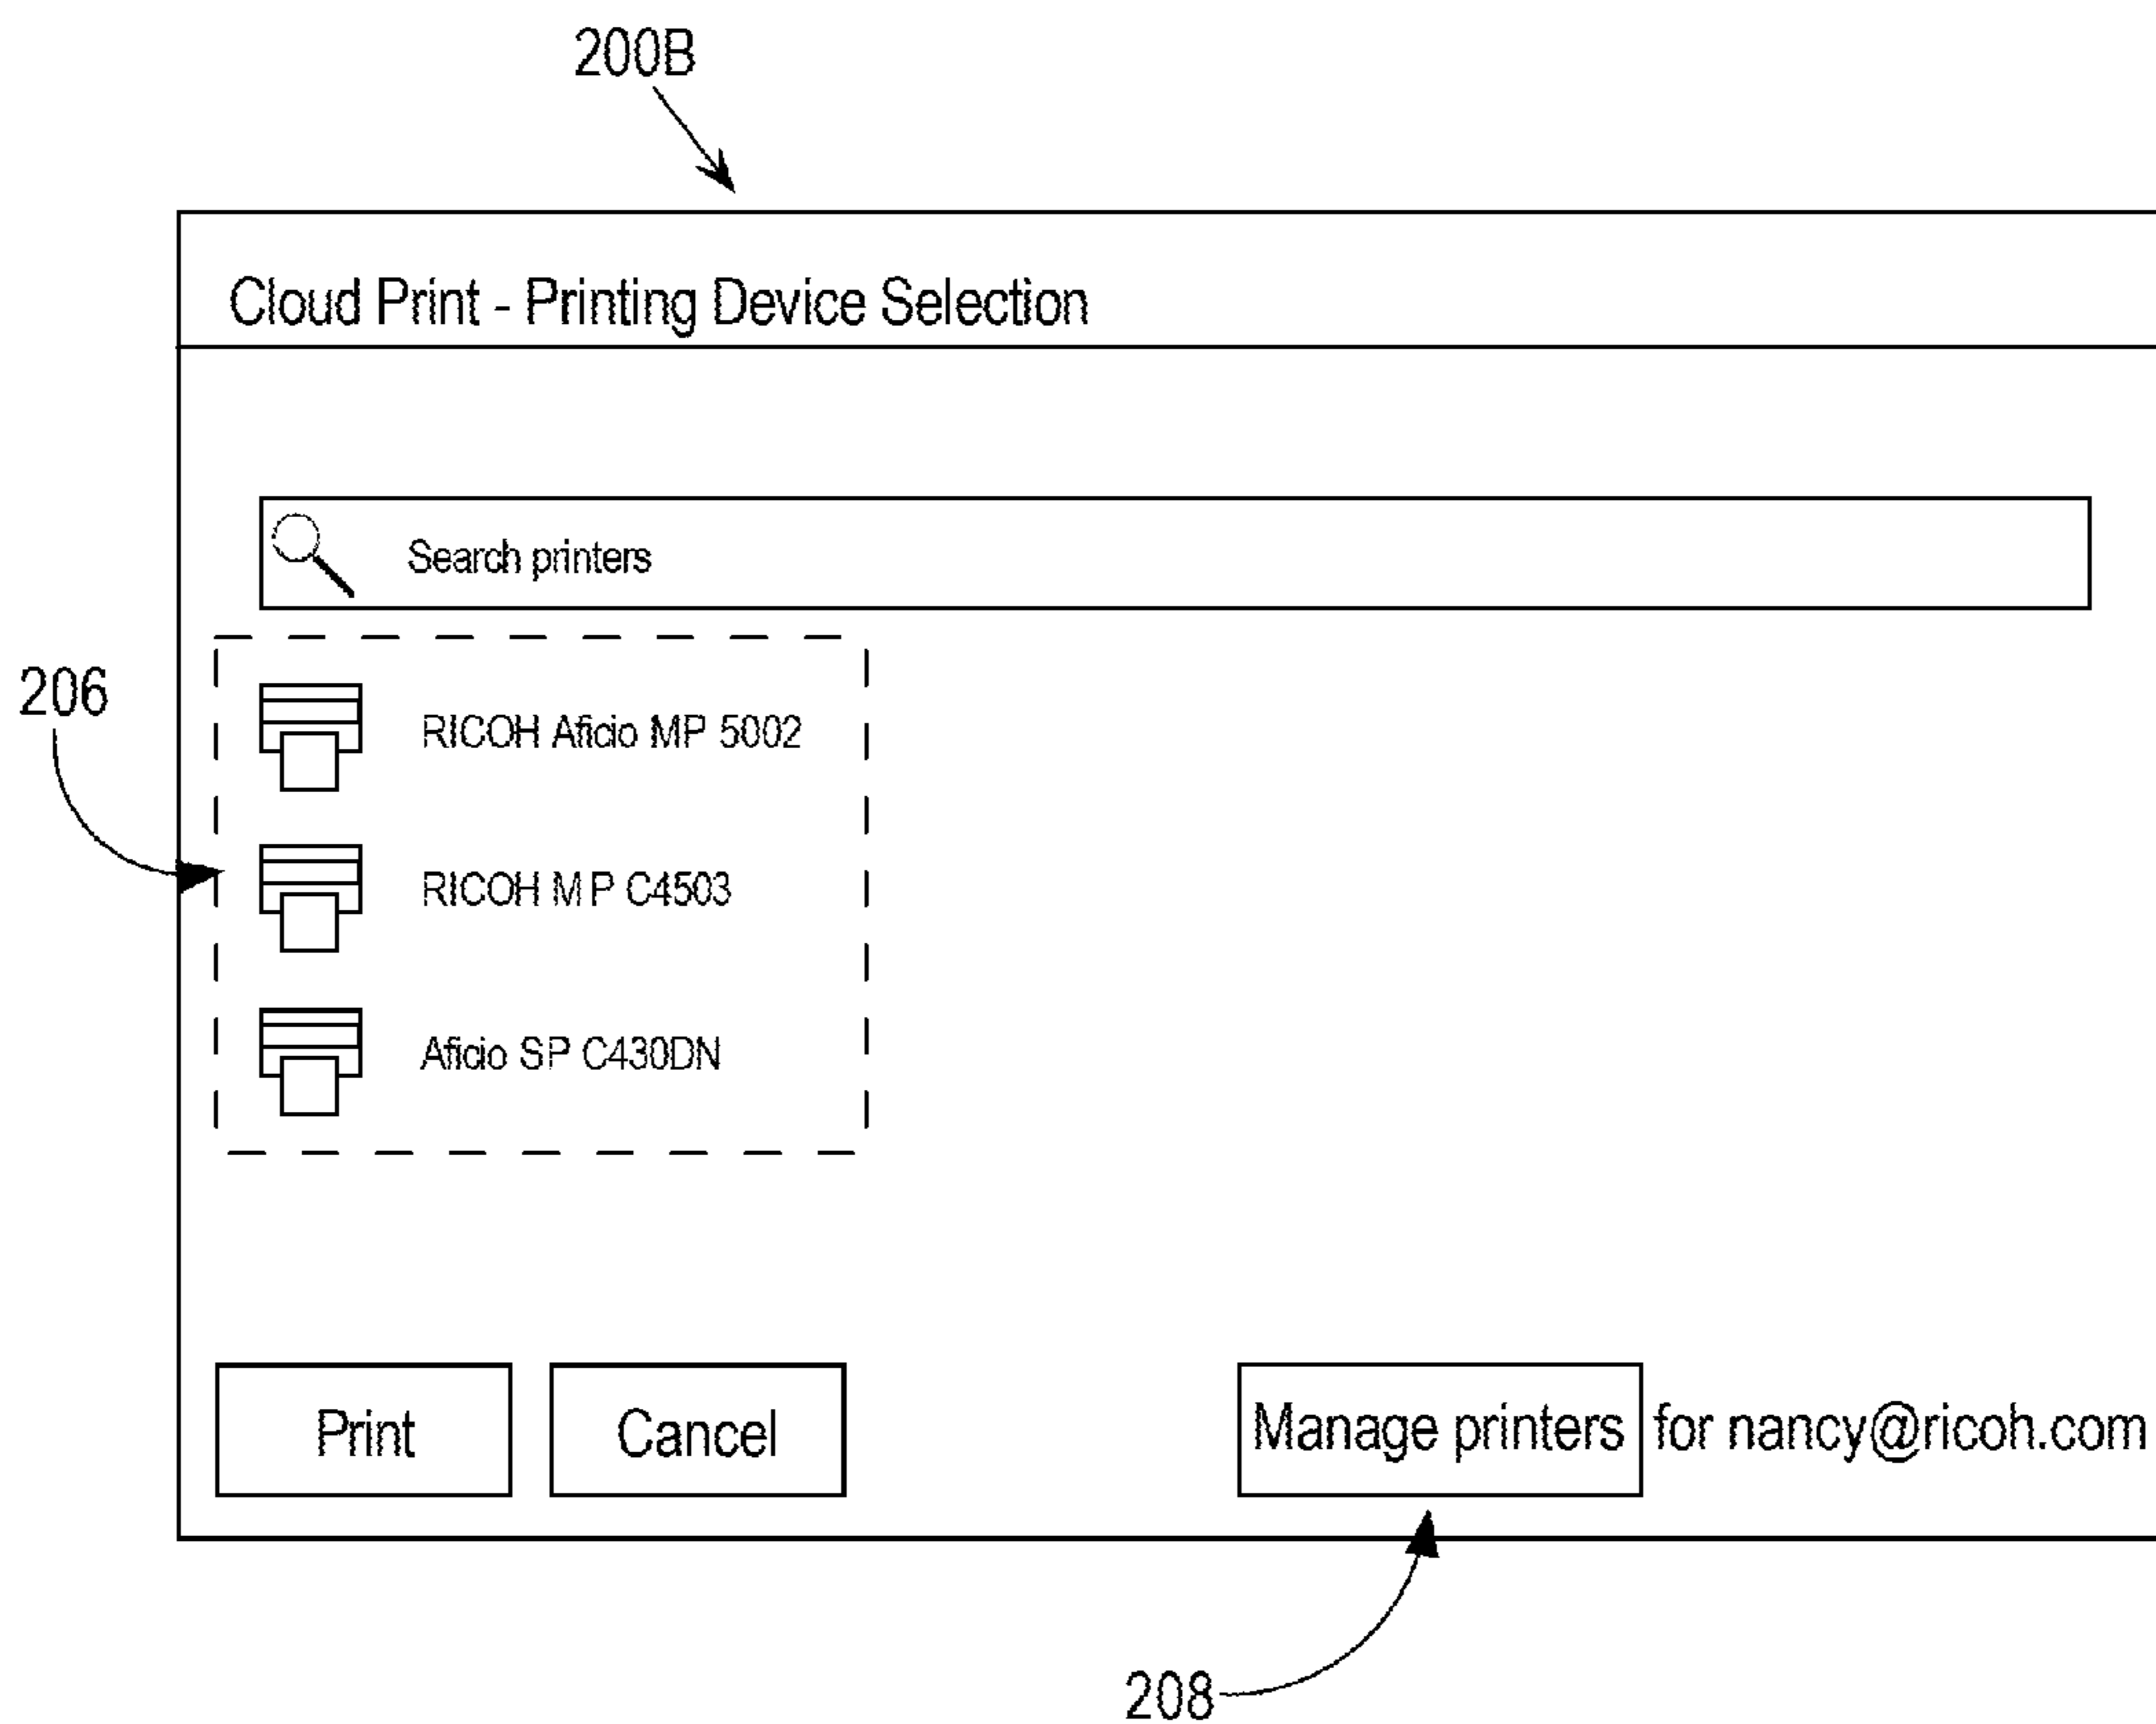 200B
Cloud Print - Printing Device Selection
Search printers
206
RICOH Aficio MP 5002
RICOH MP C4503
Aficio SP C430DN
Print Cancel Manage printers for nancy@ricoh.com
208